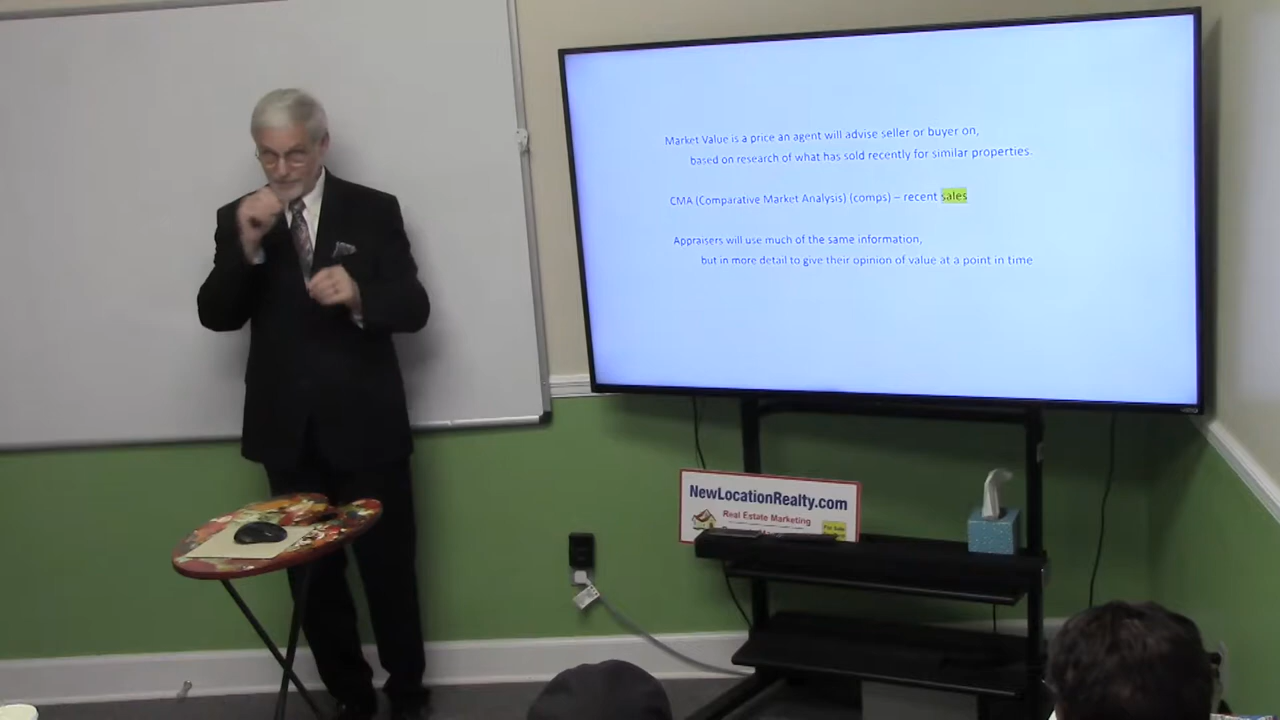 Market Value is a price an agent will advise seller or buyer on,
based on research of what has sold recently for similar properties.
CMA (Comparative Market Analysis) (comps) – recent sales
Appraisers will use much of the same information,
but in more detail to give their opinion of value at a point in time
NewLocationRealty.com
Real Estate Marketing
For Sale